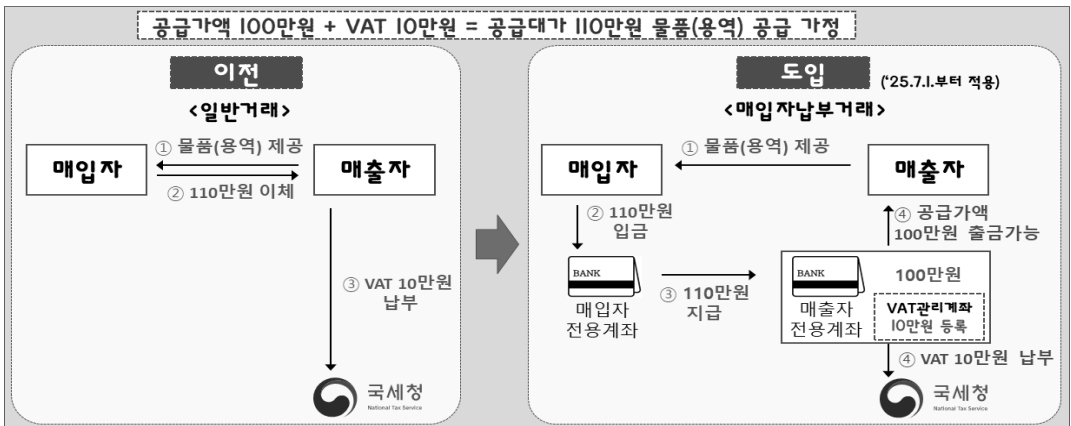 공급가액 100만원 + VAT 10만원 = 공급대가 110만원 물품(용역) 공급 가정
이전
<일반거래>
① 물품(용역) 제공
매입자
매출자
② 110만원 이체
③ VAT 10만원
납부
국세청
National Tax Service
도입
('25.7.1.부터 적용)
<매입자납부거래>
① 물품(용역) 제공
매입자
매출자
② 110만원
입금
④ 공급가액
100만원 출금가능
BANK
매입자
전용계좌
③ 110만원
지급
BANK
매출자
전용계좌
100만원
VAT관리계좌
10만원 등록
④ VAT 10만원 납부
국세청
National Tax Service